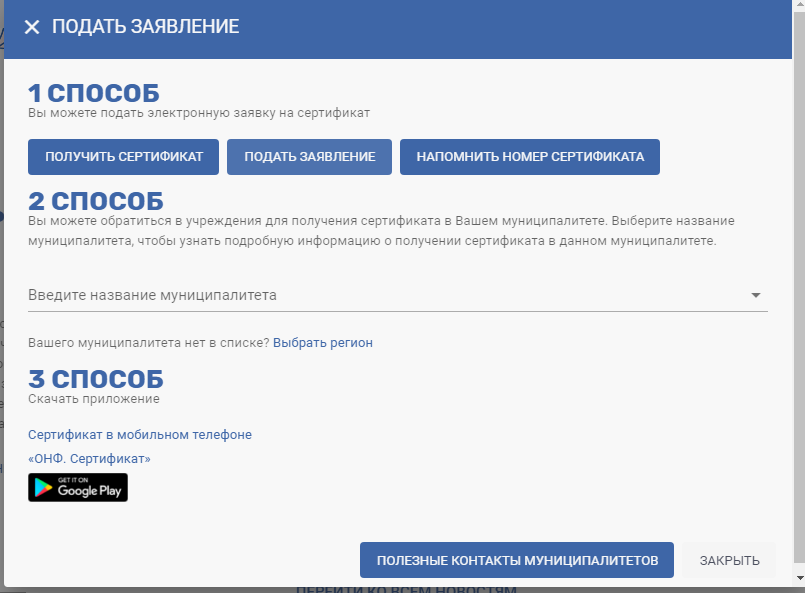 ПОДАТЬ ЗАЯВЛЕНИЕ
1 СПОСОБ
Вы можете подать электронную заявку на сертификат
ПОЛУЧИТЬ СЕРТИФИКАТ
ПОДАТЬ ЗАЯВЛЕНИЕ
НАПОМНИТЬ НОМЕР СЕРТИФИКАТА
2 СПОСОБ
Вы можете обратиться в учреждения для получения сертификата в Вашем муниципалитете. Выберите название
муниципалитета, чтобы узнать подробную информацию о получении сертификата в данном муниципалитете.
Введите название муниципалитета
Вашего муниципалитета нет в списке? Выбрать регион
3 СПОСОБ
Скачать приложение
Сертификат в мобильном телефоне
«ОНФ. Сертификат»
GET IT ON
Google Play
ПОЛЕЗНЫЕ КОНТАКТЫ МУНИЦИПАЛИТЕТОВ
ЗАКРЫТЬ
ПЕРЕЙТИ КО ВСЕМ НОВОСТЯМ